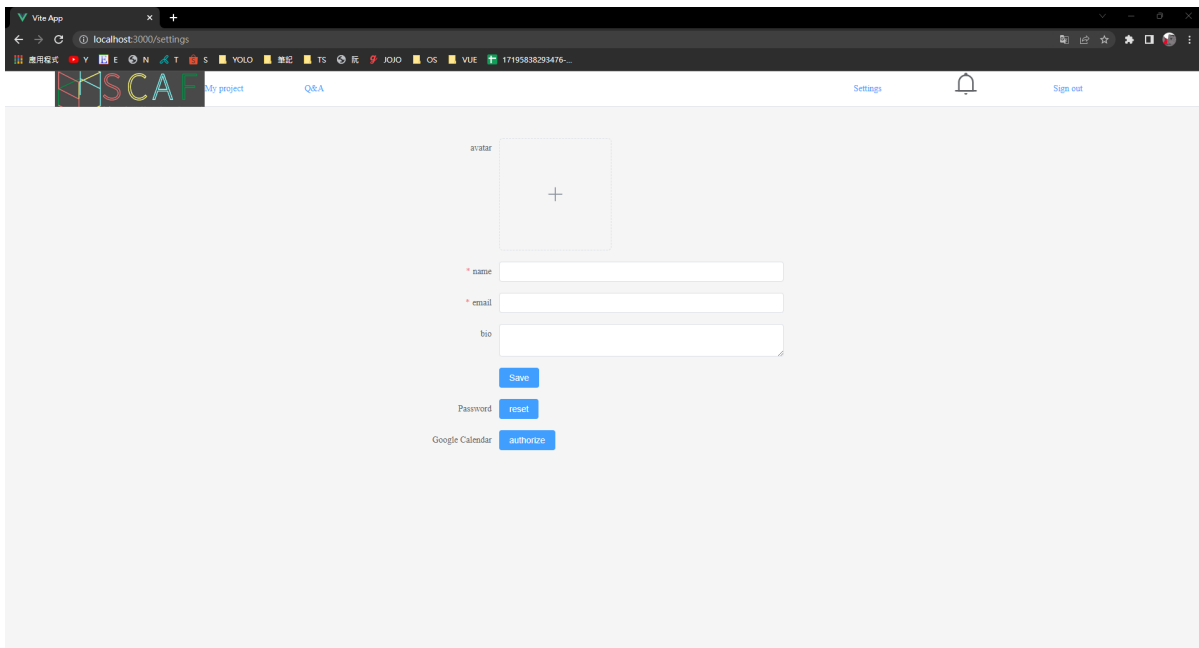 Vite App
localhost:3000/settings
應用程式 Y E N T S YOLO 筆記 TS 阮 JOJO OS VUE 17195838293476-...
SCAF My project Q&A Settings Sign out
avatar
* name
* email
bio
Save
Password reset
Google Calendar authorize